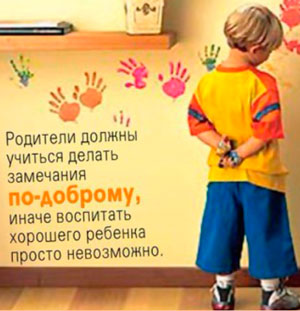 Родители должны
учиться делать
замечания
по-доброму,
иначе воспитать
хорошего ребенка
просто невозможно.